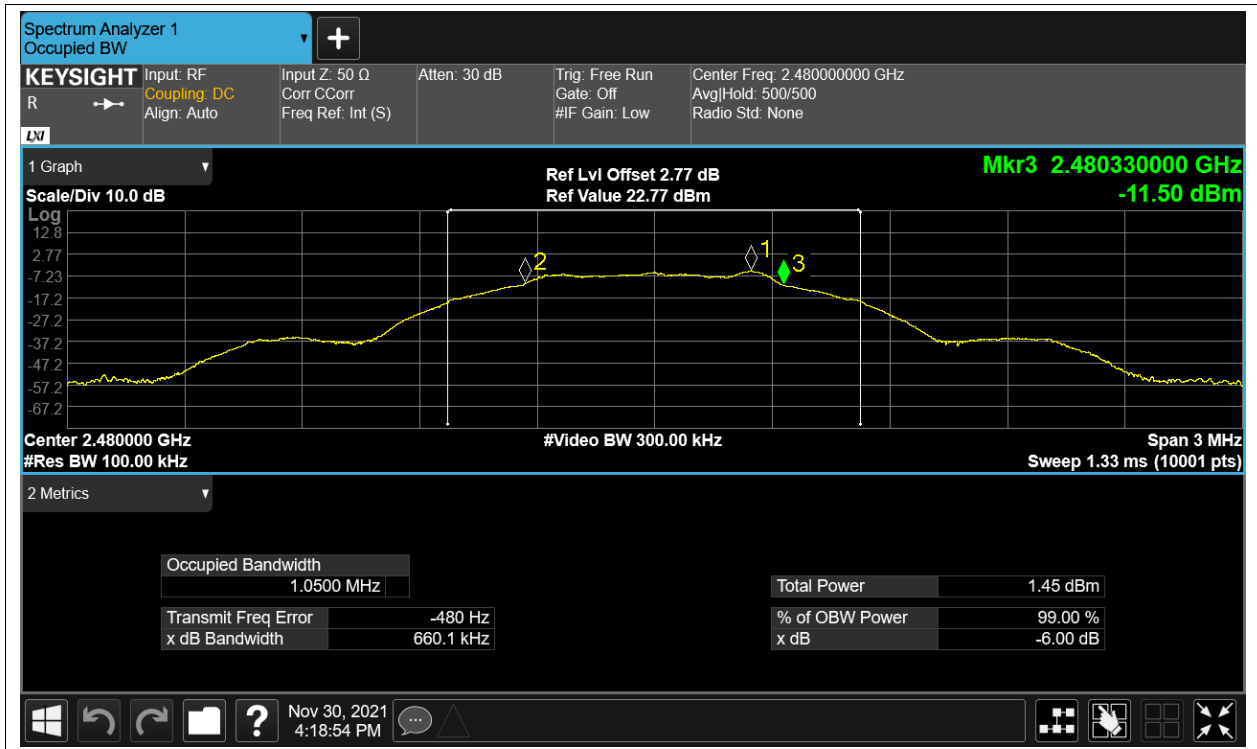 Spectrum Analyzer 1
Occupied BW
KEYSIGHT
R
LXI
Input: RF
Coupling: DC
Align: Auto
Input Z: 50 Ω
Corr CCorr
Freq Ref: Int (S)
Atten: 30 dB
Trig: Free Run
Gate: Off
#IF Gain: Low
Center Freq: 2.480000000 GHz
Avg|Hold: 500/500
Radio Std: None
1 Graph
Scale/Div 10.0 dB
Ref Lvl Offset 2.77 dB
Ref Value 22.77 dBm
Mkr3 2.480330000 GHz
-11.50 dBm
Log
12.8
2.77
-7.23
-17.2
-27.2
-37.2
-47.2
-57.2
-67.2
2
1
3
Center 2.480000 GHz
#Res BW 100.00 kHz
#Video BW 300.00 kHz
Span 3 MHz
Sweep 1.33 ms (10001 pts)
2 Metrics
Occupied Bandwidth
1.0500 MHz
Transmit Freq Error -480 Hz
x dB Bandwidth 660.1 kHz
Total Power 1.45 dBm
% of OBW Power 99.00 %
x dB -6.00 dB
?
Nov 30, 2021
4:18:54 PM